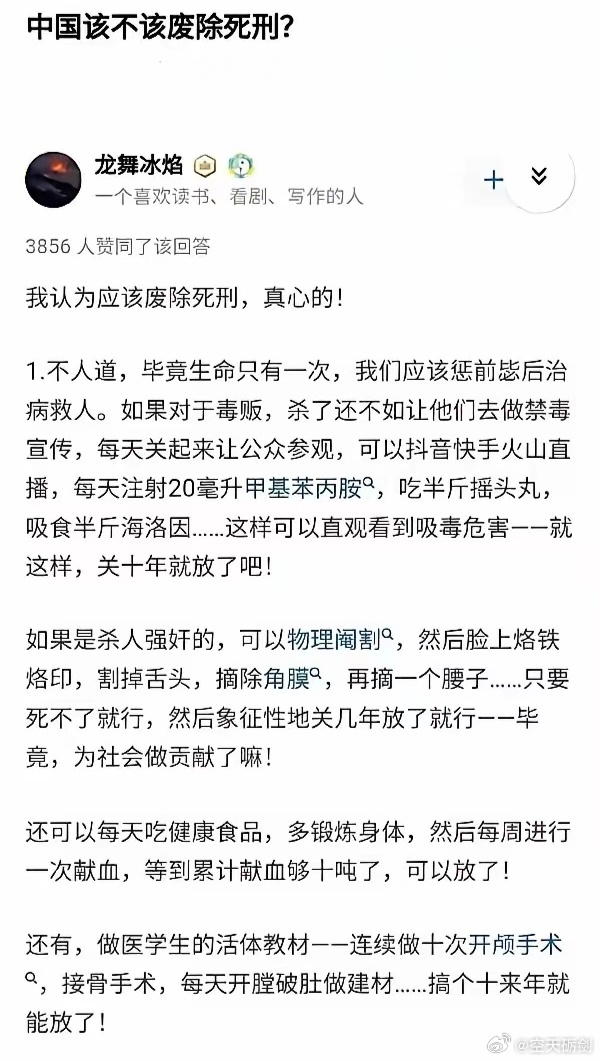 中国该不该废除死刑?
龙舞冰焰
一个喜欢读书、看剧、写作的人
3856 人赞同了该回答
我认为应该废除死刑，真心的！
1.不人道，毕竟生命只有一次，我们应该惩前毖后治
病救人。如果对于毒贩，杀了还不如让他们去做禁毒
宣传，每天关起来让公众参观，可以抖音快手火山直
播，每天注射20毫升甲基苯丙胺，吃半斤摇头丸，
吸食半斤海洛因……这样可以直观看到吸毒危害——就
这样，关十年就放了吧！
如果是杀人强奸的，可以物理阉割，然后脸上烙铁
烙印，割掉舌头，摘除角膜，再摘一个腰子……只要
死不了就行，然后象征性地关几年放了就行——毕
竟，为社会做贡献了嘛！
还可以每天吃健康食品，多锻炼身体，然后每周进行
一次献血，等到累计献血够十吨了，可以放了！
还有，做医学生的活体教材——连续做十次开颅手术
，接骨手术，每天开膛破肚做建材……搞个十来年就
能放了！
@空天砺剑